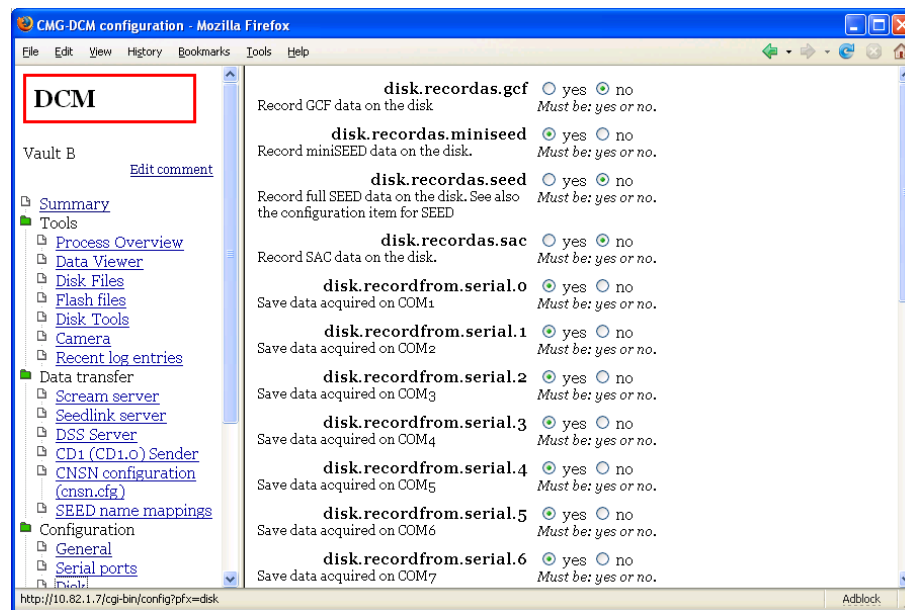 CMG-DCM configuration - Mozilla Firefox
File Edit View History Bookmarks Tools Help
DCM
Vault B
Edit comment
Summary
Tools
Process Overview
Data Viewer
Disk Files
Flash files
Disk Tools
Camera
Recent log entries
Data transfer
Scream server
Seedlink server
DSS Server
CD1 (CD1.0) Sender
CNSN configuration
(cnsn.cfg)
SEED name mappings
Configuration
General
Serial ports
Disk
disk.recordas.gcf yes no
Record GCF data on the disk Must be: yes or no.
disk.recordas.miniseed yes no
Record miniSEED data on the disk. Must be: yes or no.
disk.recordas.seed yes no
Record full SEED data on the disk. See also Must be: yes or no.
the configuration item for SEED
disk.recordas.sac yes no
Record SAC data on the disk. Must be: yes or no.
disk.recordfrom.serial.0 yes no
Save data acquired on COM1 Must be: yes or no.
disk.recordfrom.serial.1 yes no
Save data acquired on COM2 Must be: yes or no.
disk.recordfrom.serial.2 yes no
Save data acquired on COM3 Must be: yes or no.
disk.recordfrom.serial.3 yes no
Save data acquired on COM4 Must be: yes or no.
disk.recordfrom.serial.4 yes no
Save data acquired on COM5 Must be: yes or no.
disk.recordfrom.serial.5 yes no
Save data acquired on COM6 Must be: yes or no.
disk.recordfrom.serial.6 yes no
Save data acquired on COM7 Must be: yes or no.
http://10.82.1.7/cgi-bin/config?pfx=disk Adblock